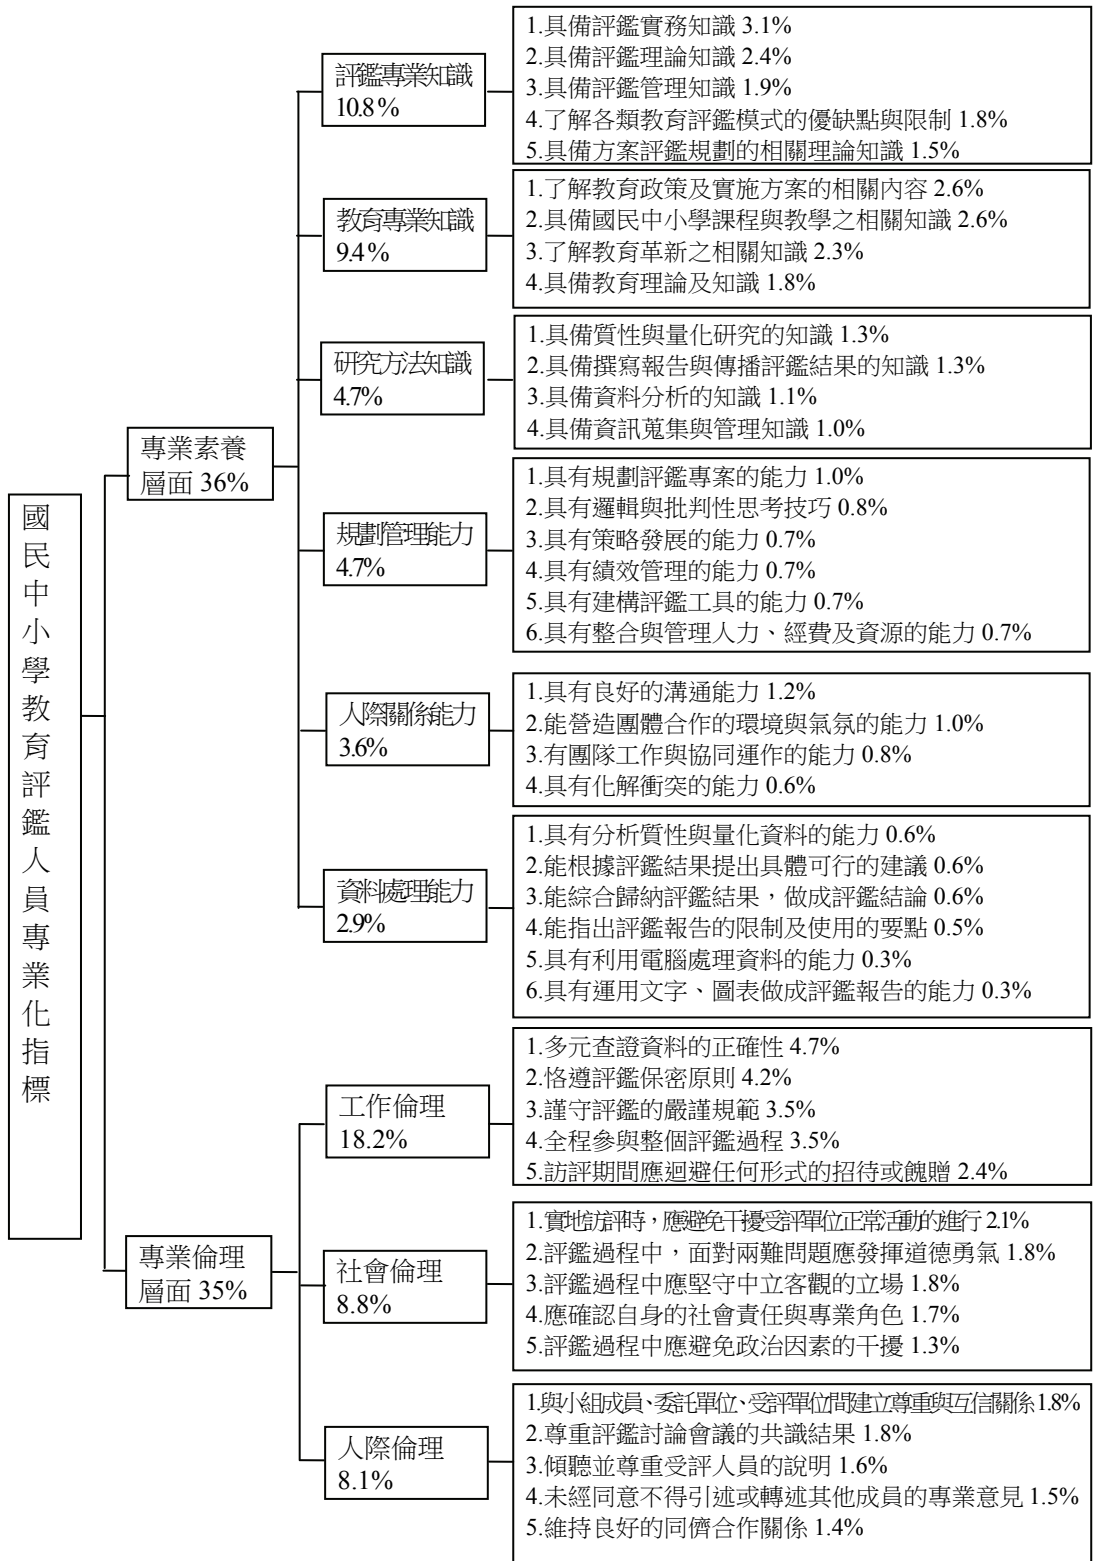 國民中小學教育評鑑人員專業化指標
專業素養
層面 36%
評鑑專業知識
10.8%
1.具備評鑑實務知識 3.1%
2.具備評鑑理論知識 2.4%
3.具備評鑑管理知識 1.9%
4.了解各類教育評鑑模式的優缺點與限制 1.8%
5.具備方案評鑑規劃的相關理論知識 1.5%
教育專業知識
9.4%
1.了解教育政策及實施方案的相關內容 2.6%
2.具備國民中小學課程與教學之相關知識 2.6%
3.了解教育革新之相關知識 2.3%
4.具備教育理論及知識 1.8%
研究方法知識
4.7%
1.具備質性與量化研究的知識 1.3%
2.具備撰寫報告與傳播評鑑結果的知識 1.3%
3.具備資料分析的知識 1.1%
4.具備資訊蒐集與管理知識 1.0%
規劃管理能力
4.7%
1.具有規劃評鑑專案的能力 1.0%
2.具有邏輯與批判性思考技巧 0.8%
3.具有策略發展的能力 0.7%
4.具有績效管理的能力 0.7%
5.具有建構評鑑工具的能力 0.7%
6.具有整合與管理人力、經費及資源的能力 0.7%
人際關係能力
3.6%
1.具有良好的溝通能力 1.2%
2.能營造團體合作的環境與氣氛的能力 1.0%
3.有團隊工作與協同運作的能力 0.8%
4.具有化解衝突的能力 0.6%
資料處理能力
2.9%
1.具有分析質性與量化資料的能力 0.6%
2.能根據評鑑結果提出具體可行的建議 0.6%
3.能綜合歸納評鑑結果，做成評鑑結論 0.6%
4.能指出評鑑報告的限制及使用的要點 0.5%
5.具有利用電腦處理資料的能力 0.3%
6.具有運用文字、圖表做成評鑑報告的能力 0.3%
專業倫理
層面 35%
工作倫理
18.2%
1.多元查證資料的正確性 4.7%
2.恪遵評鑑保密原則 4.2%
3.謹守評鑑的嚴謹規範 3.5%
4.全程參與整個評鑑過程 3.5%
5.訪評期間應迴避任何形式的招待或餽贈 2.4%
社會倫理
8.8%
1.實地訪評時，應避免干擾受評單位正常活動的進行 2.1%
2.評鑑過程中，面對兩難問題應發揮道德勇氣 1.8%
3.評鑑過程中應堅守中立客觀的立場 1.8%
4.應確認自身的社會責任與專業角色 1.7%
5.評鑑過程中應避免政治因素的干擾 1.3%
人際倫理
8.1%
1.與小組成員、委託單位、受評單位間建立尊重與互信關係 1.8%
2.尊重評鑑討論會議的共識結果 1.8%
3.傾聽並尊重受評人員的說明 1.6%
4.未經同意不得引述或轉述其他成員的專業意見 1.5%
5.維持良好的同儕合作關係 1.4%